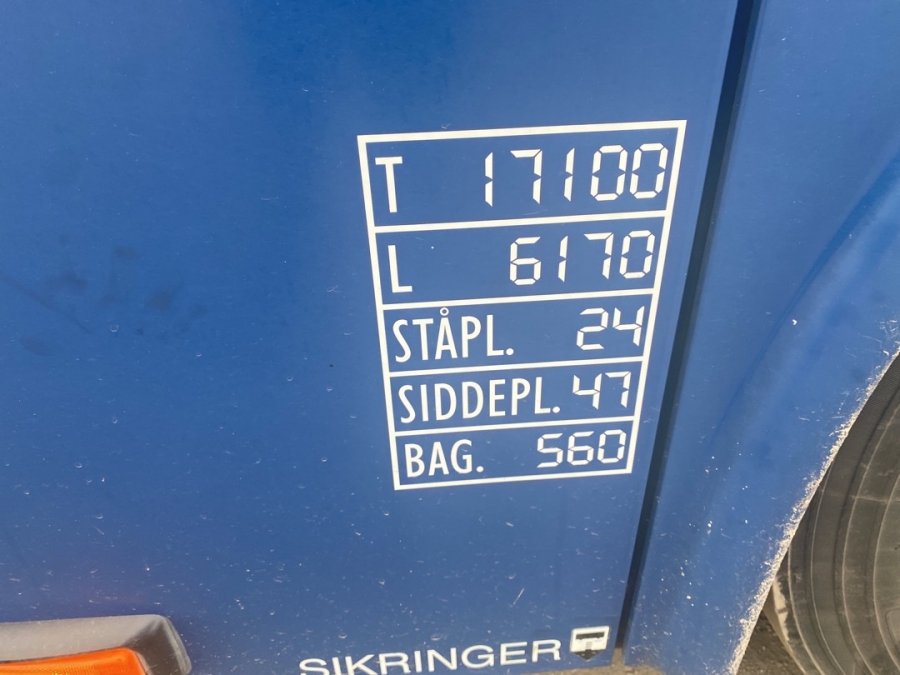 T 17100
L 6170
STÅPL. 24
SIDDEPL. 47
BAG. 560
SIKRINGER